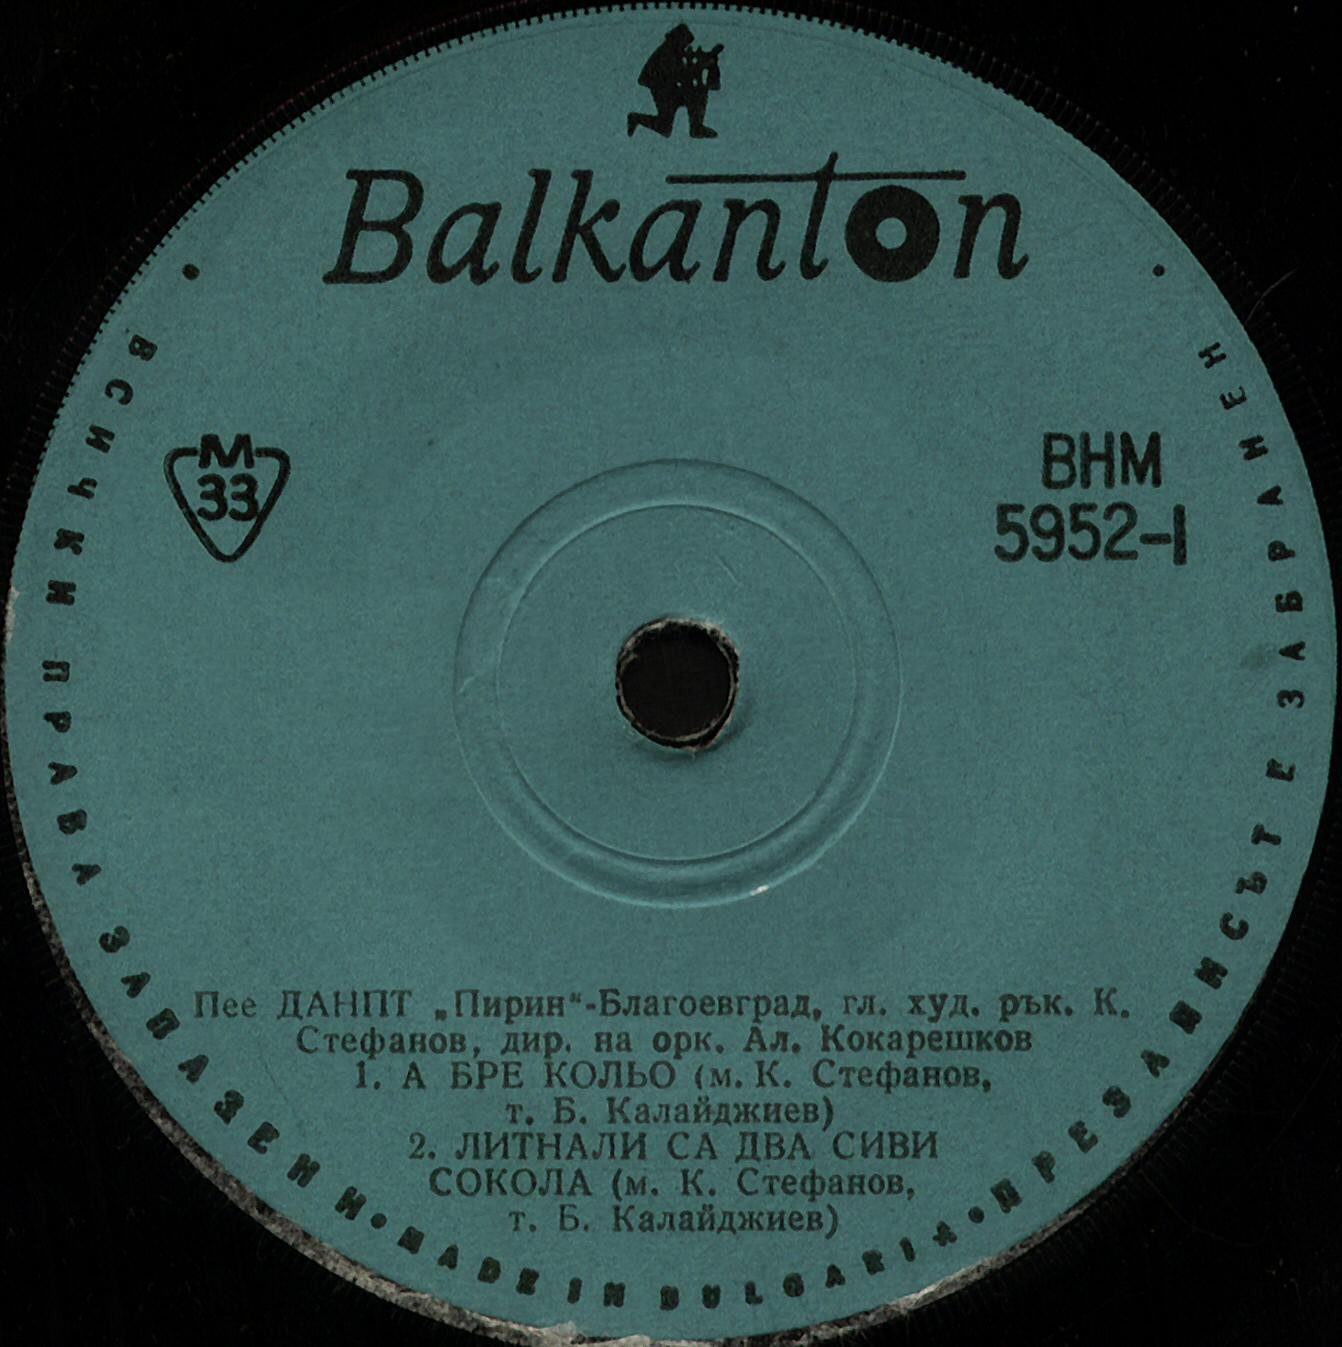 Balkanton
M
33
ВНМ
5952-I
Пее ДАНПТ „Пирин“-Благоевград, гл. худ. рък. К.
Стефанов, дир. на орк. Ал. Кокарешков
1. А БРЕ КОЛЬО (м. К. Стефанов,
т. Б. Калайджиев)
2. ЛИТНАЛИ СА ДВА СИВИ
СОКОЛА (м. К. Стефанов,
т. Б. Калайджиев)
• ВСИЧКИ ПРАВА ЗАПАЗЕНИ • MADE IN BULGARIA • ПРЕЗАПИСЪТ Е ЗАБРАНЕН •